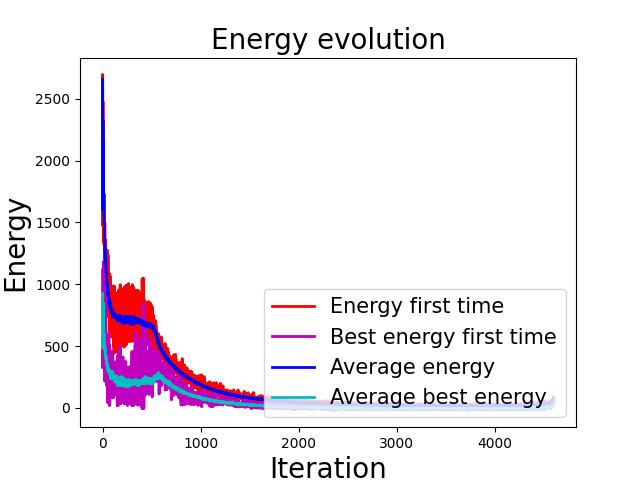 Energy evolution
Energy
2500
2000
1500
1000
500
0
Energy first time
Best energy first time
Average energy
Average best energy
0
1000
2000
3000
4000
Iteration